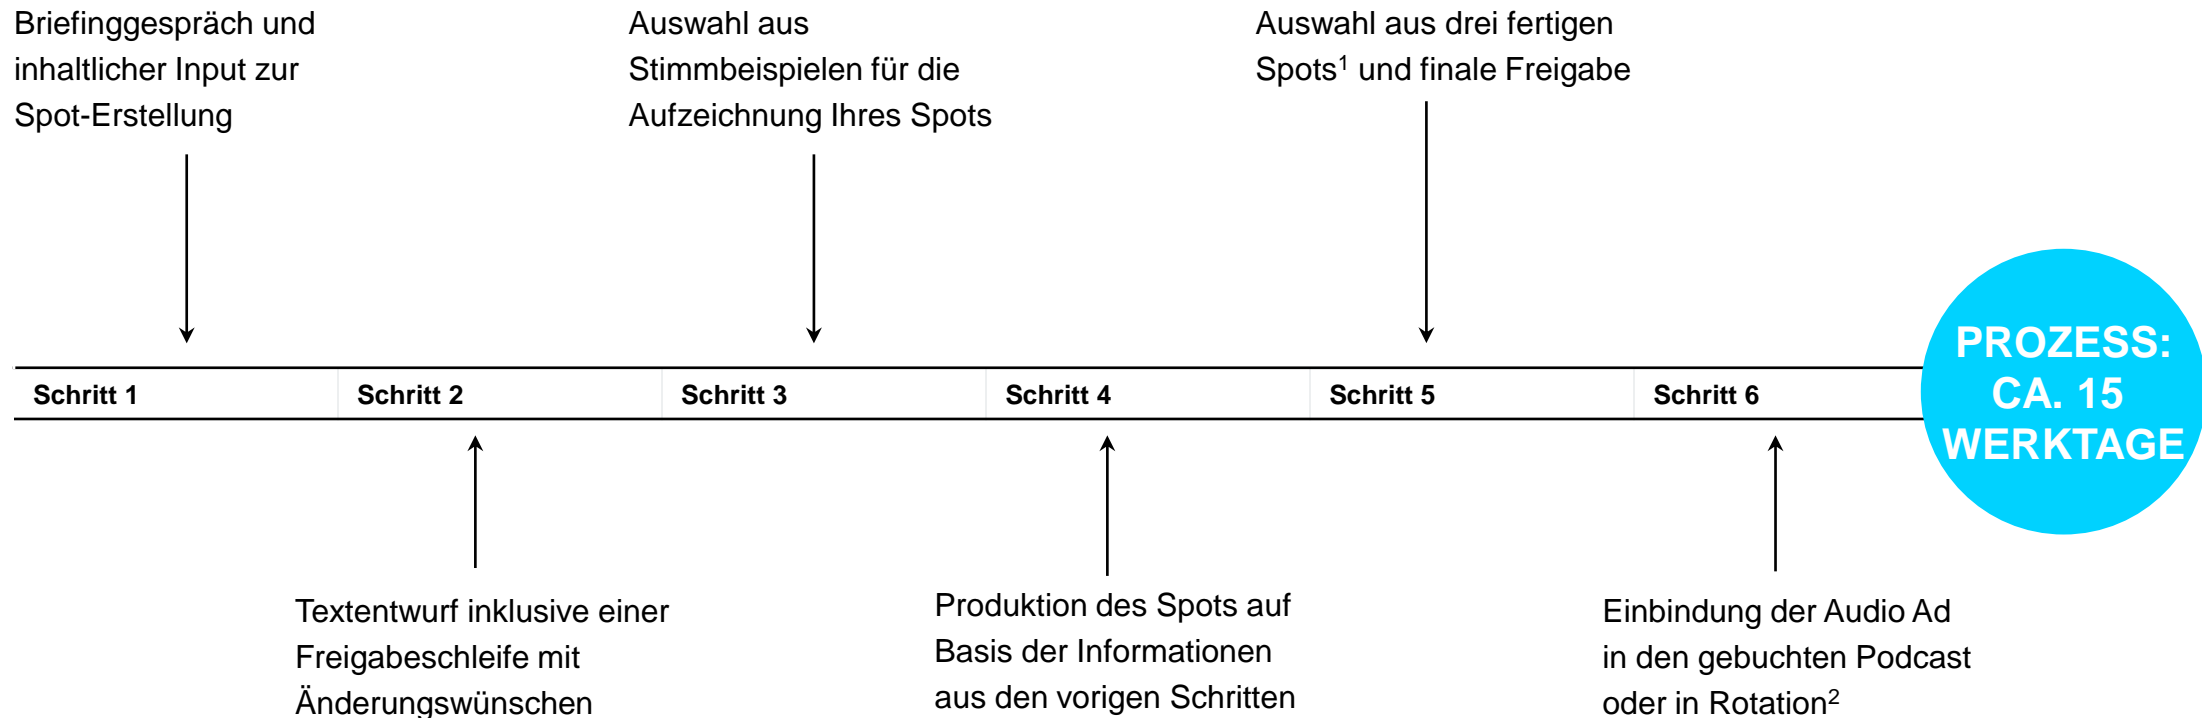 Briefinggespräch und
inhaltlicher Input zur
Spot-Erstellung
Auswahl aus
Stimmbeispielen für die
Aufzeichnung Ihres Spots
Auswahl aus drei fertigen
Spots¹ und finale Freigabe
Schritt 1
Schritt 2
Schritt 3
Schritt 4
Schritt 5
Schritt 6
PROZESS:
CA. 15
WERKTAGE
Textentwurf inklusive einer
Freigabeschleife mit
Änderungswünschen
Produktion des Spots auf
Basis der Informationen
aus den vorigen Schritten
Einbindung der Audio Ad
in den gebuchten Podcast
oder in Rotation²